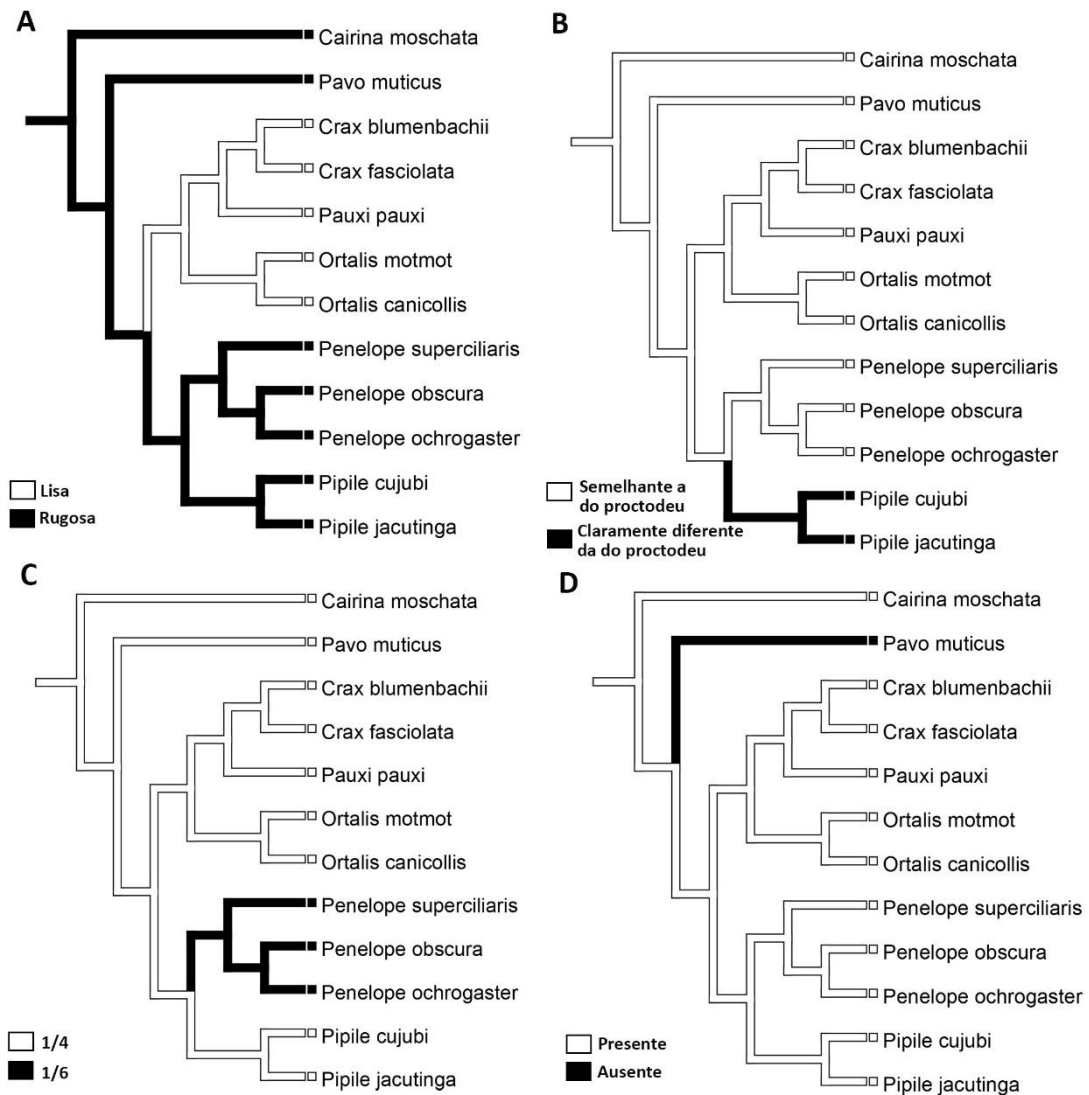 A
Cairina moschata
Pavo muticus
Crax blumenbachii
Crax fasciolata
Pauxi pauxi
Ortalis motmot
Ortalis canicollis
Penelope superciliaris
Penelope obscura
Penelope ochrogaster
Pipile cujubi
Pipile jacutinga
Lisa
Rugosa
B
Cairina moschata
Pavo muticus
Crax blumenbachii
Crax fasciolata
Pauxi pauxi
Ortalis motmot
Ortalis canicollis
Penelope superciliaris
Penelope obscura
Penelope ochrogaster
Pipile cujubi
Pipile jacutinga
Semelhante a
do proctodeu
Claramente diferente
da do proctodeu
C
Cairina moschata
Pavo muticus
Crax blumenbachii
Crax fasciolata
Pauxi pauxi
Ortalis motmot
Ortalis canicollis
Penelope superciliaris
Penelope obscura
Penelope ochrogaster
Pipile cujubi
Pipile jacutinga
1/4
1/6
D
Cairina moschata
Pavo muticus
Crax blumenbachii
Crax fasciolata
Pauxi pauxi
Ortalis motmot
Ortalis canicollis
Penelope superciliaris
Penelope obscura
Penelope ochrogaster
Pipile cujubi
Pipile jacutinga
Presente
Ausente